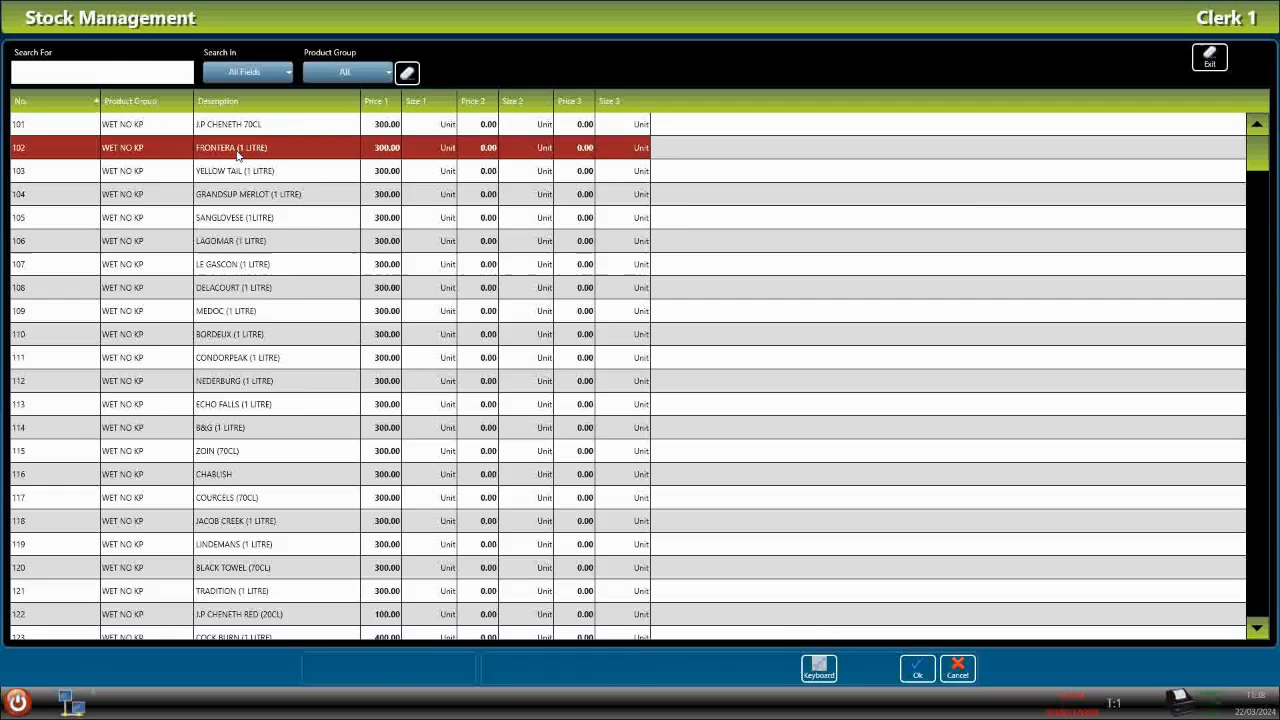 Stock Management Clerk 1
Search For Search In Product Group
All Fields All Exit
No. Product Group Description Price 1 Size 1 Price 2 Size 2 Price 3 Size 3
101 WET NO KP J.P CHENETH 70CL 300.00 Unit 0.00 Unit 0.00 Unit
102 WET NO KP FRONTERA (1 LITRE) 300.00 Unit 0.00 Unit 0.00 Unit
103 WET NO KP YELLOW TAIL (1 LITRE) 300.00 Unit 0.00 Unit 0.00 Unit
104 WET NO KP GRANDSUP MERLOT (1 LITRE) 300.00 Unit 0.00 Unit 0.00 Unit
105 WET NO KP SANGLOVESE (1LITRE) 300.00 Unit 0.00 Unit 0.00 Unit
106 WET NO KP LAGOMAR (1 LITRE) 300.00 Unit 0.00 Unit 0.00 Unit
107 WET NO KP LE GASCON (1 LITRE) 300.00 Unit 0.00 Unit 0.00 Unit
108 WET NO KP DELACOURT (1 LITRE) 300.00 Unit 0.00 Unit 0.00 Unit
109 WET NO KP MEDOC (1 LITRE) 300.00 Unit 0.00 Unit 0.00 Unit
110 WET NO KP BORDEUX (1 LITRE) 300.00 Unit 0.00 Unit 0.00 Unit
111 WET NO KP CONDORPEAK (1 LITRE) 300.00 Unit 0.00 Unit 0.00 Unit
112 WET NO KP NEDERBURG (1 LITRE) 300.00 Unit 0.00 Unit 0.00 Unit
113 WET NO KP ECHO FALLS (1 LITRE) 300.00 Unit 0.00 Unit 0.00 Unit
114 WET NO KP B&G (1 LITRE) 300.00 Unit 0.00 Unit 0.00 Unit
115 WET NO KP ZOIN (70CL) 300.00 Unit 0.00 Unit 0.00 Unit
116 WET NO KP CHABLISH 300.00 Unit 0.00 Unit 0.00 Unit
117 WET NO KP COURCELS (70CL) 300.00 Unit 0.00 Unit 0.00 Unit
118 WET NO KP JACOB CREEK (1 LITRE) 300.00 Unit 0.00 Unit 0.00 Unit
119 WET NO KP LINDEMANS (1 LITRE) 300.00 Unit 0.00 Unit 0.00 Unit
120 WET NO KP BLACK TOWEL (70CL) 300.00 Unit 0.00 Unit 0.00 Unit
121 WET NO KP TRADITION (1 LITRE) 300.00 Unit 0.00 Unit 0.00 Unit
122 WET NO KP J.P CHENETH RED (20CL) 100.00 Unit 0.00 Unit 0.00 Unit
123 WET NO KP COCK BURN (1 LITRE) 400.00 Unit 0.00 Unit 0.00 Unit
Keyboard Ok Cancel
T:1 11:38
22/03/2024